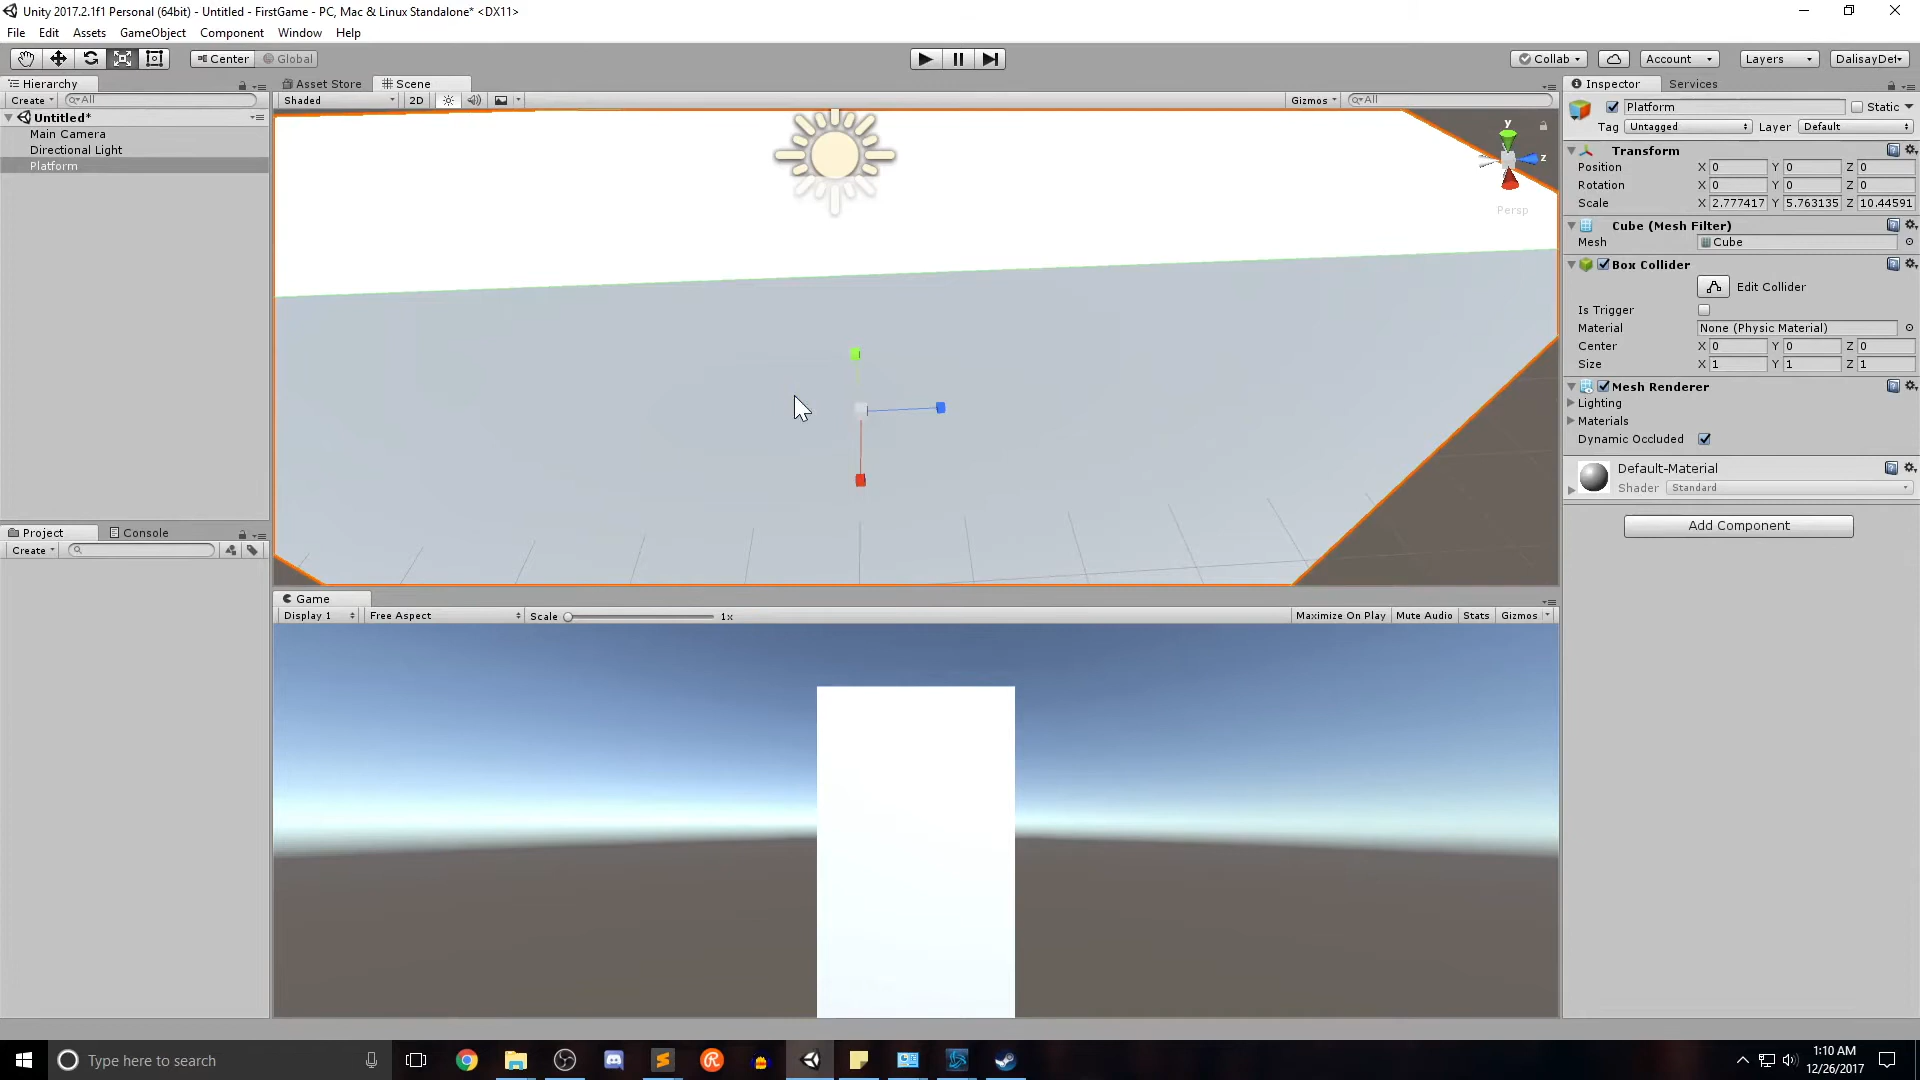 Unity 2017.2.1f1 Personal (64bit) - Untitled - FirstGame - PC, Mac & Linux Standalone* <DX11>
File Edit Assets GameObject Component Window Help
Center Global
Collab Account Layers DalisayDef
Hierarchy
Create All
Untitled*
Main Camera
Directional Light
Platform
Asset Store Scene
Shaded 2D Gizmos All
y
z
Persp
Inspector Services
Platform Static
Tag Untagged Layer Default
Transform
Position X 0 Y 0 Z 0
Rotation X 0 Y 0 Z 0
Scale X 2.777417 Y 5.763135 Z 10.44591
Cube (Mesh Filter)
Mesh Cube
Box Collider
Edit Collider
Is Trigger
Material None (Physic Material)
Center X 0 Y 0 Z 0
Size X 1 Y 1 Z 1
Mesh Renderer
Lighting
Materials
Dynamic Occluded
Default-Material
Shader Standard
Add Component
Project Console
Create
Game
Display 1 Free Aspect Scale 1x Maximize On Play Mute Audio Stats Gizmos
Type here to search
1:10 AM
12/26/2017